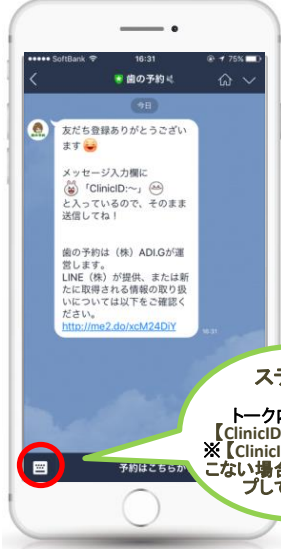 SoftBank 16:31 75%
歯の予約
今日
友だち登録ありがとうござい
ます
メッセージ入力欄に
「ClinicID:～」
と入っているので、そのまま
送信してね！
歯の予約は（株）ADI.Gが運
営します。
LINE（株）が提供、または新
たに取得される情報の取り扱
いについては以下をご確認く
ださい。
http://me2.do/xcM24DiY
16:31
予約はこちらか
ステ
トーク
【ClinicID
※【Clinic
こない場合
プして